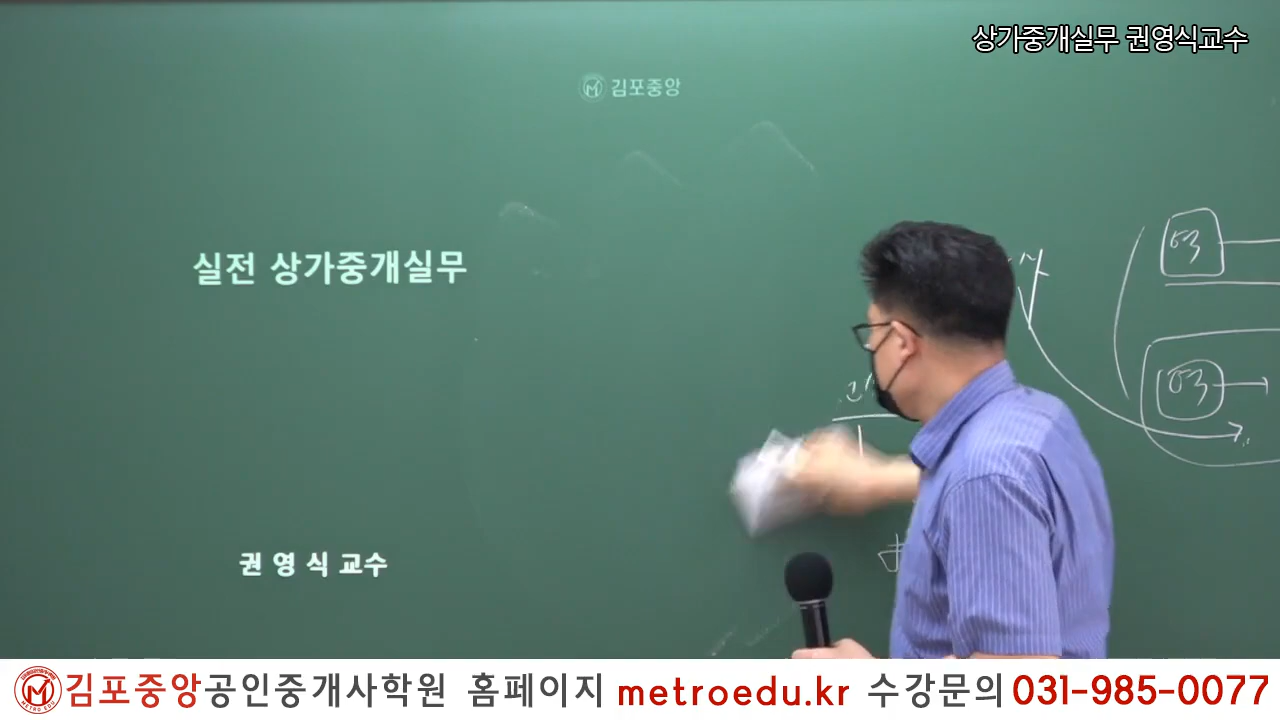 상가중개실무 권영식교수
김포중앙
실전 상가중개실무
권 영 식 교수
김포중앙공인중개사학원 홈페이지 metroedu.kr 수강문의 031-985-0077
METRO EDU